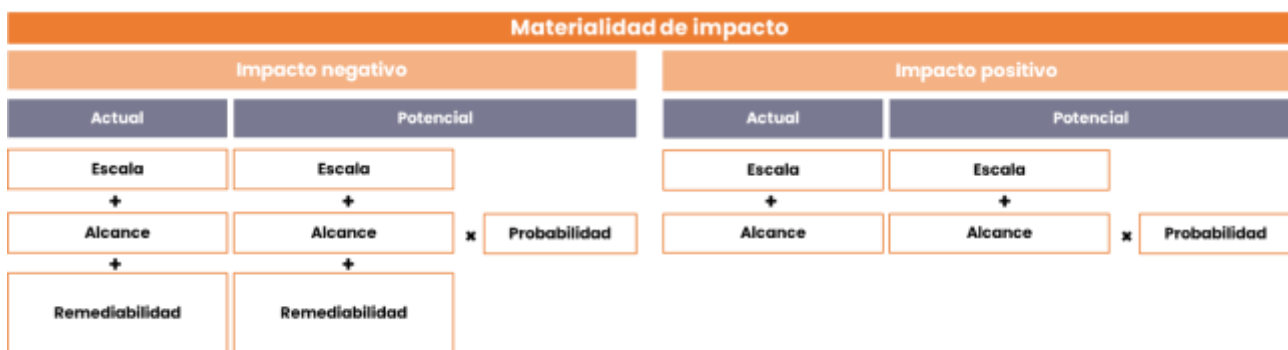 Materialidad de impacto
Impacto negativo Impacto positivo
Actual Potencial Actual Potencial
Escala Escala Escala Escala
+ + + +
Alcance Alcance x Probabilidad Alcance Alcance x Probabilidad
+ +
Remediabilidad Remediabilidad